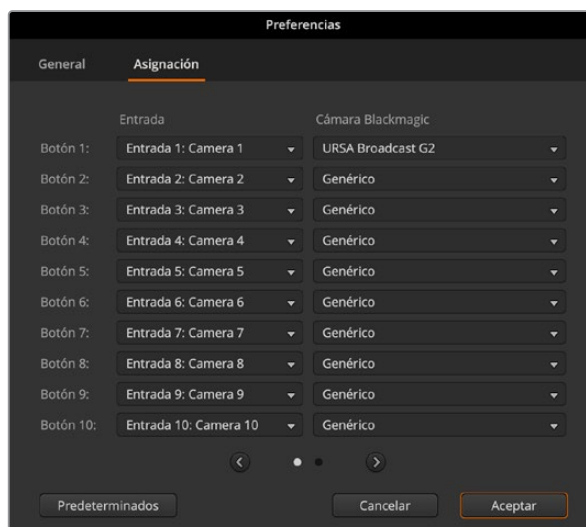 Preferencias
General Asignación
Entrada Cámara Blackmagic
Botón 1: Entrada 1: Camera 1 URSA Broadcast G2
Botón 2: Entrada 2: Camera 2 Genérico
Botón 3: Entrada 3: Camera 3 Genérico
Botón 4: Entrada 4: Camera 4 Genérico
Botón 5: Entrada 5: Camera 5 Genérico
Botón 6: Entrada 6: Camera 6 Genérico
Botón 7: Entrada 7: Camera 7 Genérico
Botón 8: Entrada 8: Camera 8 Genérico
Botón 9: Entrada 9: Camera 9 Genérico
Botón 10: Entrada 10: Camera 10 Genérico
Predeterminados Cancelar Aceptar